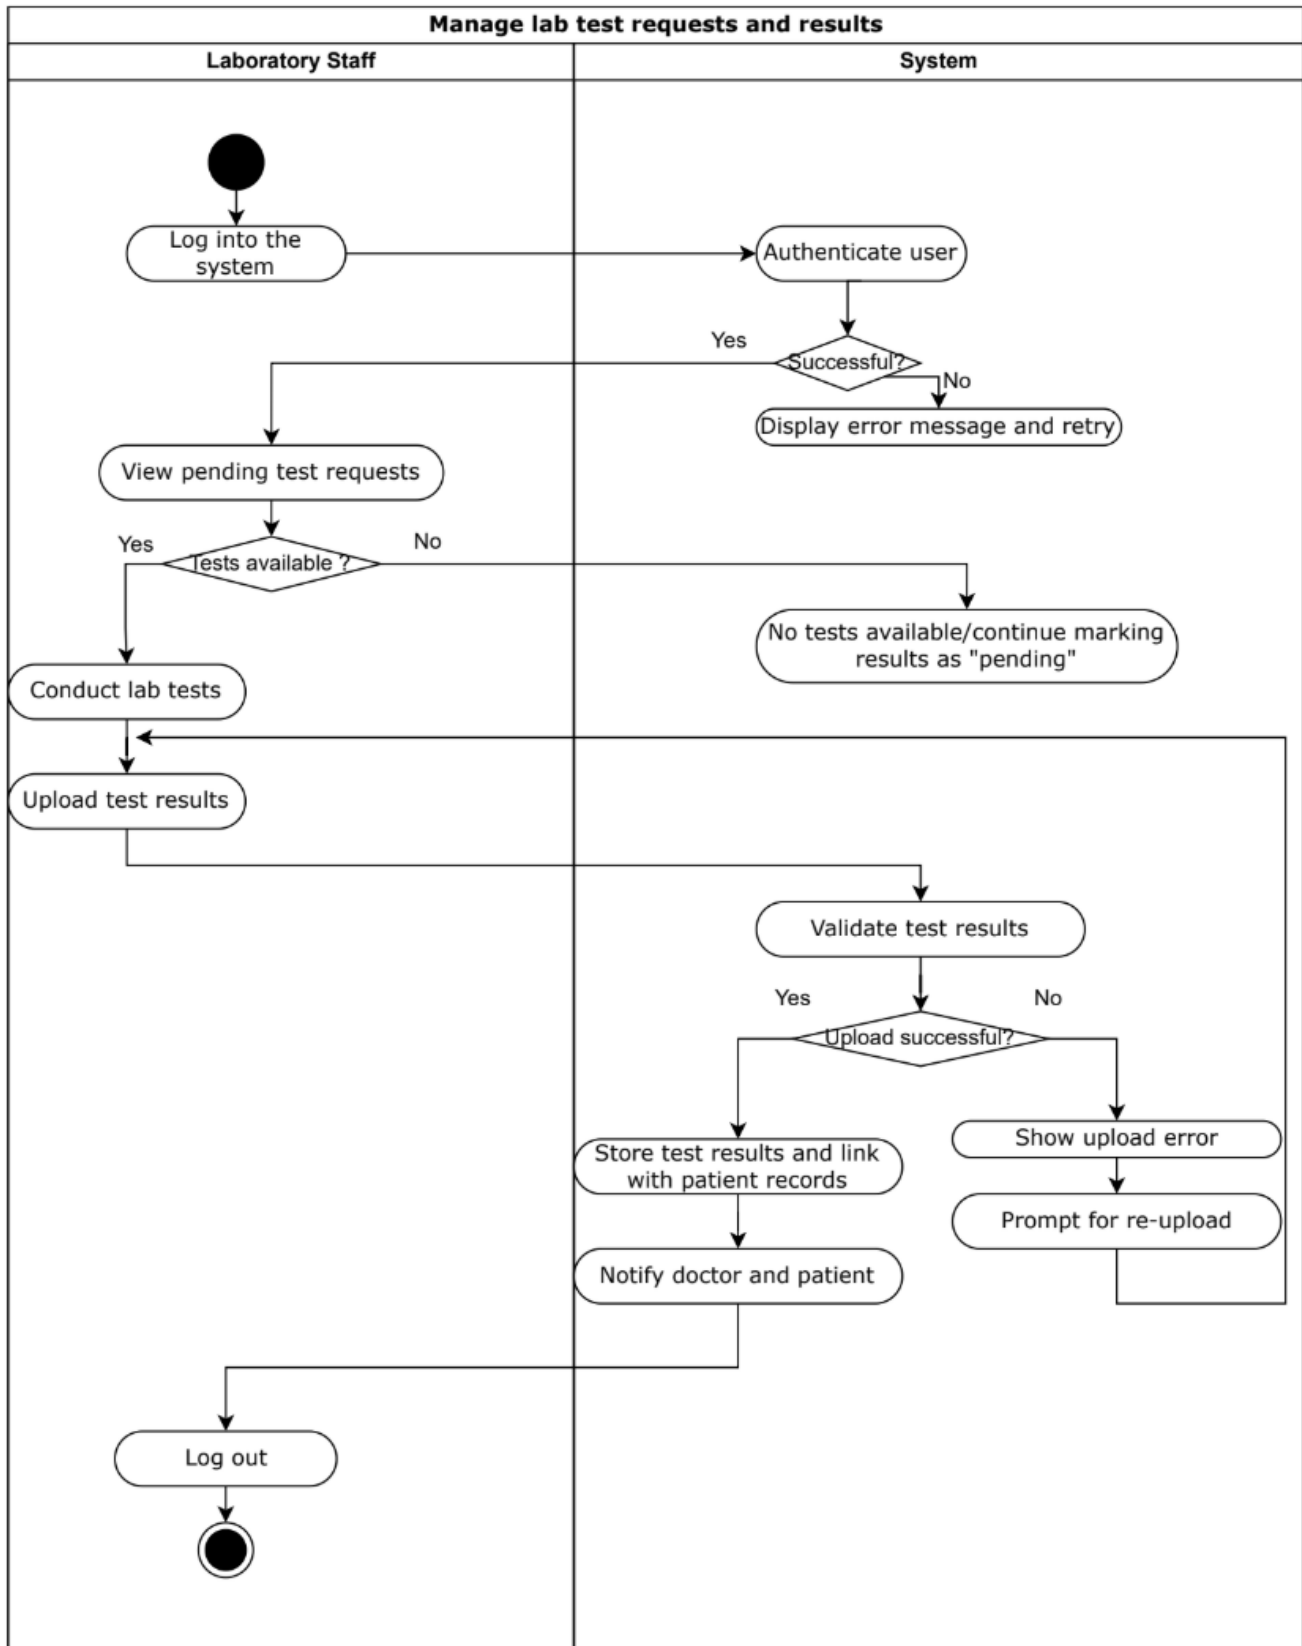 Manage lab test requests and results
Laboratory Staff
System
Log into the
system
Authenticate user
Yes
Successful?
No
Display error message and retry
View pending test requests
Yes
Tests available ?
No
No tests available/continue marking
results as "pending"
Conduct lab tests
Upload test results
Validate test results
Yes
No
Upload successful?
Store test results and link
with patient records
Show upload error
Prompt for re-upload
Notify doctor and patient
Log out